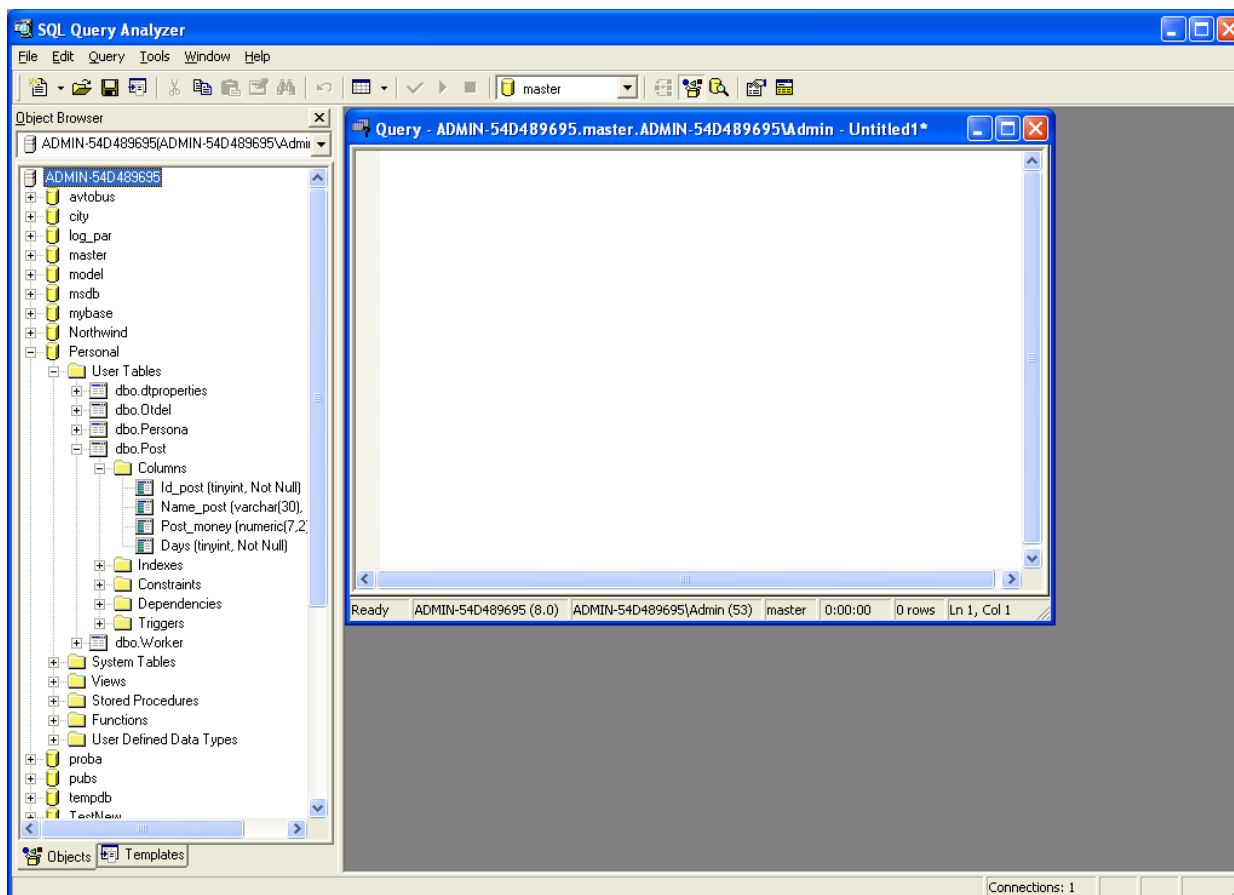 SQL Query Analyzer
File Edit Query Tools Window Help
master
Object Browser
ADMIN-54D489695(ADMIN-54D489695\Admi
ADMIN-54D489695
avtobus
city
log_par
master
model
msdb
mybase
Northwind
Personal
User Tables
dbo.dtproperties
dbo.Otdel
dbo.Persona
dbo.Post
Columns
Id_post (tinyint, Not Null)
Name_post (varchar(30),
Post_money (numeric(7,2)
Days (tinyint, Not Null)
Indexes
Constraints
Dependencies
Triggers
dbo.Worker
System Tables
Views
Stored Procedures
Functions
User Defined Data Types
proba
pubs
tempdb
TestNew
Objects Templates
Query - ADMIN-54D489695.master.ADMIN-54D489695\Admin - Untitled1*
Ready ADMIN-54D489695 (8.0) ADMIN-54D489695\Admin (53) master 0:00:00 0 rows Ln 1, Col 1
Connections: 1